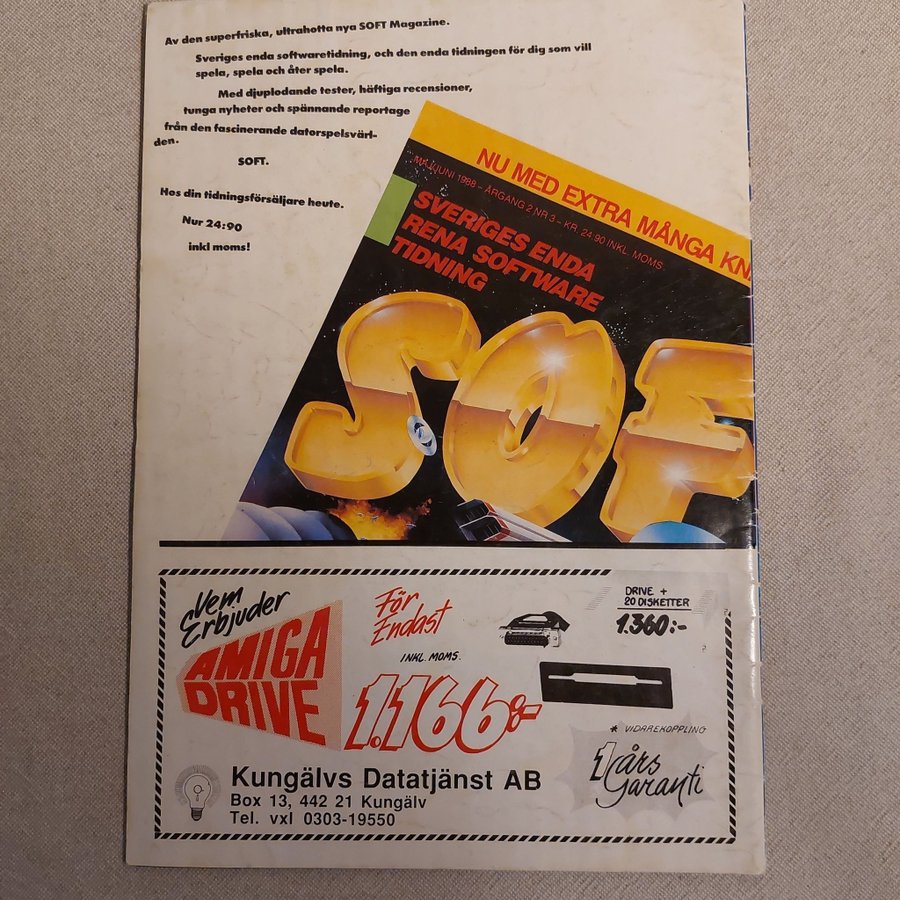 Av den superfriska, ultrahotta nya SOFT Magazine.
Sveriges enda softwaretidning, och den enda tidningen för dig som vill
spela, spela och åter spela.
Med djuplodande tester, häftiga recensioner,
tunga nyheter och spännande reportage
från den fascinerande datorspelsvärl-
den.
SOFT.
Hos din tidningsförsäljare heute.
Nur 24:90
inkl moms!
NU MED EXTRA MÅNGA KN
MAJ/JUNI 1988 – ÅRGANG 2 NR 3 – KR. 24.90 INKL. MOMS
SVERIGES ENDA
RENA SOFTWARE
TIDNING
SOF
Vem
Erbjuder
AMIGA
DRIVE
För
Endast
INKL. MOMS.
1.166:-
DRIVE +
20 DISKETTER
1.360:-
* VIDAREKOPPLING
1 års
Garanti
Kungälvs Datatjänst AB
Box 13, 442 21 Kungälv
Tel. vxl 0303-19550